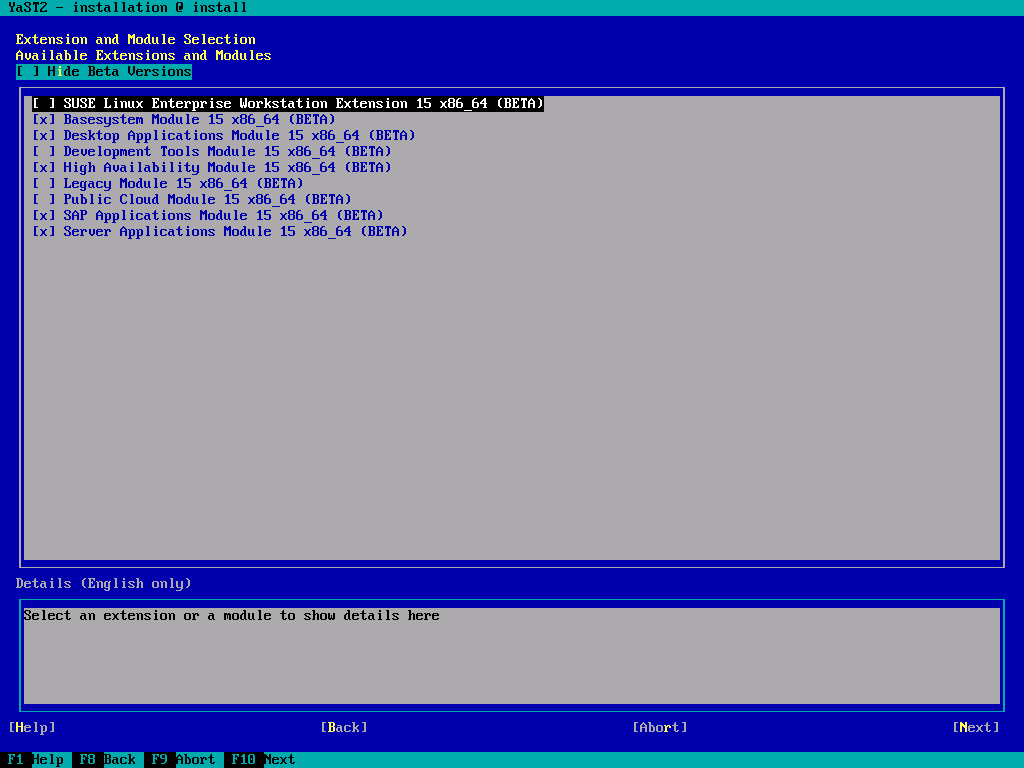 YaST2 - installation @ install
Extension and Module Selection
Available Extensions and Modules
[ ] Hide Beta Versions
[ ] SUSE Linux Enterprise Workstation Extension 15 x86_64 (BETA)
[x] Basesystem Module 15 x86_64 (BETA)
[x] Desktop Applications Module 15 x86_64 (BETA)
[ ] Development Tools Module 15 x86_64 (BETA)
[x] High Availability Module 15 x86_64 (BETA)
[ ] Legacy Module 15 x86_64 (BETA)
[ ] Public Cloud Module 15 x86_64 (BETA)
[x] SAP Applications Module 15 x86_64 (BETA)
[x] Server Applications Module 15 x86_64 (BETA)
Details (English only)
Select an extension or a module to show details here
[Help] [Back] [Abort] [Next]
F1 Help F8 Back F9 Abort F10 Next